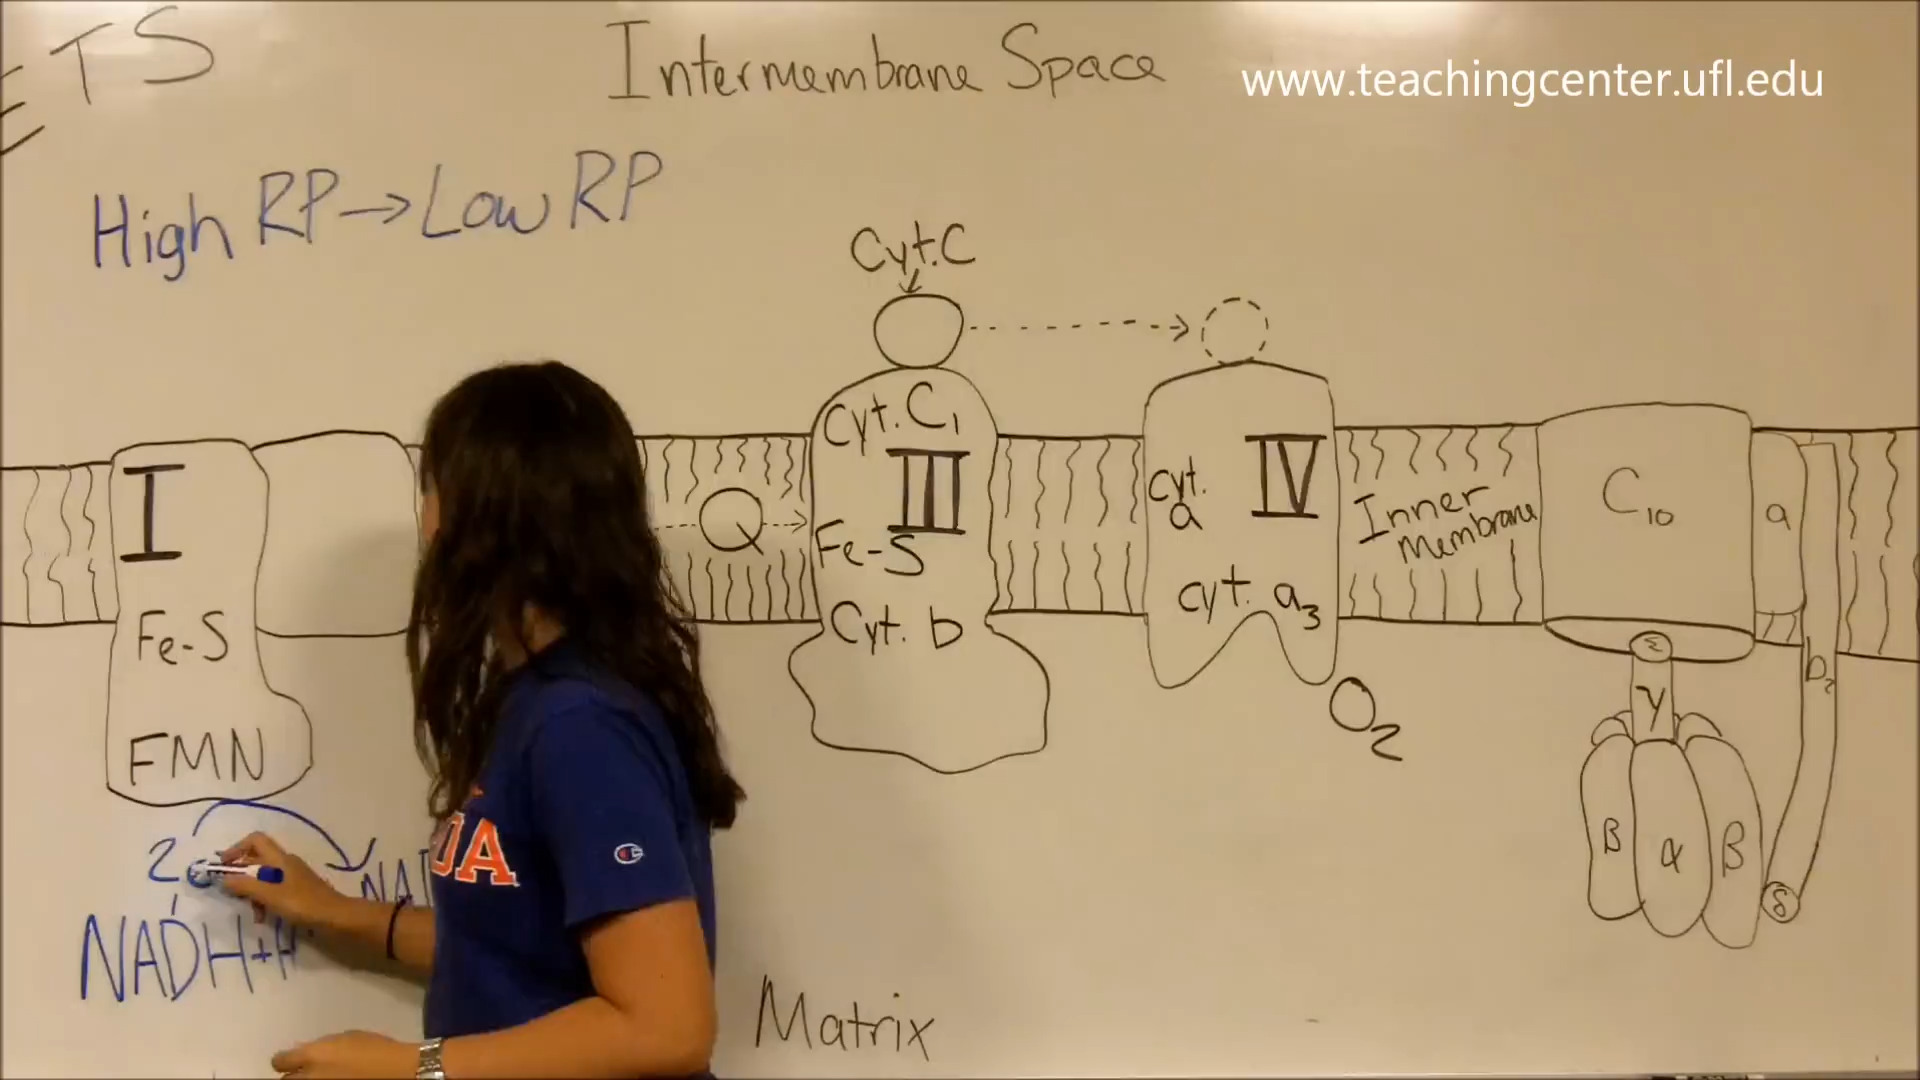 ETS
Intermembrane Space
www.teachingcenter.ufl.edu
High RP → Low RP
Cyt. C
Cyt. C₁
III
Fe-S
Cyt. b
I
Fe-S
FMN
Q
cyt. a
IV
cyt. a₃
O₂
Inner
membrane
C₁₀
a
b₂
ε
γ
β
α
β
δ
2
NADH+H
Matrix